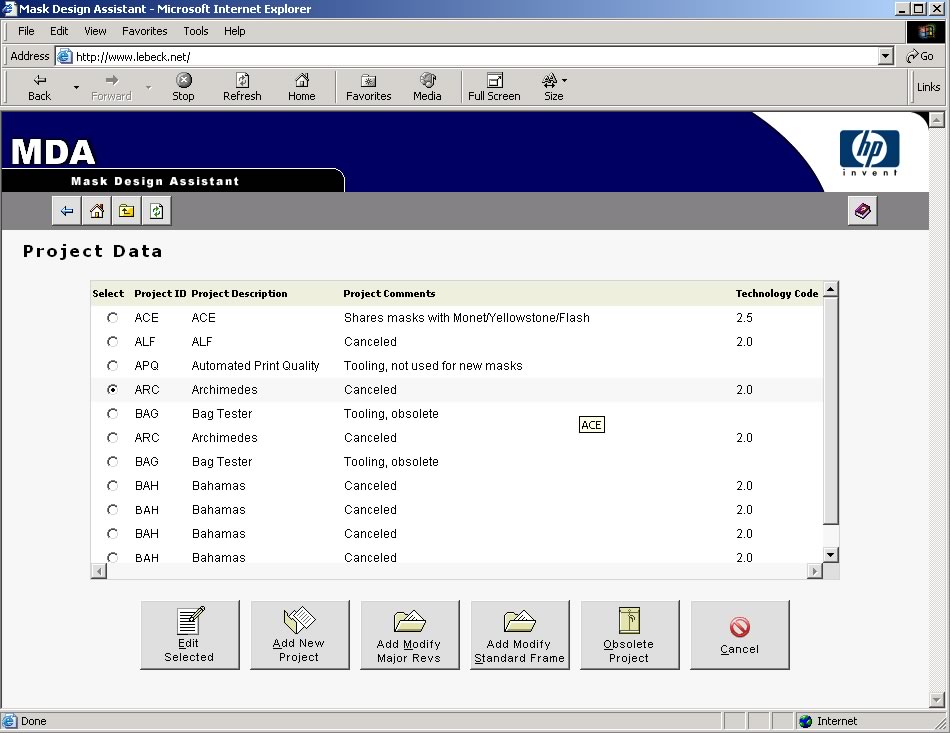 Mask Design Assistant - Microsoft Internet Explorer
File Edit View Favorites Tools Help
Address http://www.lebeck.net/ Go
Back Forward Stop Refresh Home Favorites Media Full Screen Size Links
MDA
Mask Design Assistant
hp
invent
Project Data
Select Project ID Project Description Project Comments Technology Code
ACE ACE Shares masks with Monet/Yellowstone/Flash 2.5
ALF ALF Canceled 2.0
APQ Automated Print Quality Tooling, not used for new masks
ARC Archimedes Canceled 2.0
BAG Bag Tester Tooling, obsolete
ACE
ARC Archimedes Canceled 2.0
BAG Bag Tester Tooling, obsolete
BAH Bahamas Canceled 2.0
BAH Bahamas Canceled 2.0
BAH Bahamas Canceled 2.0
BAH Bahamas Canceled 2.0
Edit
Selected
Add New
Project
Add Modify
Major Revs
Add Modify
Standard Frame
Obsolete
Project
Cancel
Done Internet